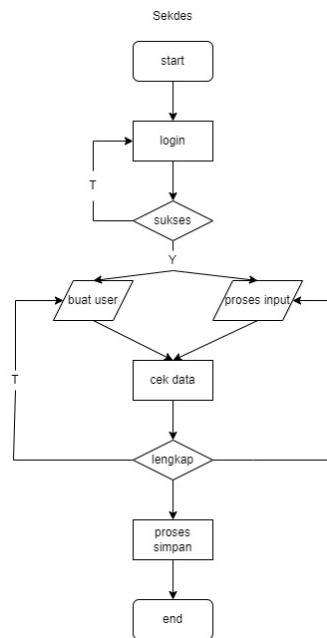 Sekdes
start
login
T
sukses
Y
buat user
proses input
cek data
T
lengkap
proses
simpan
end